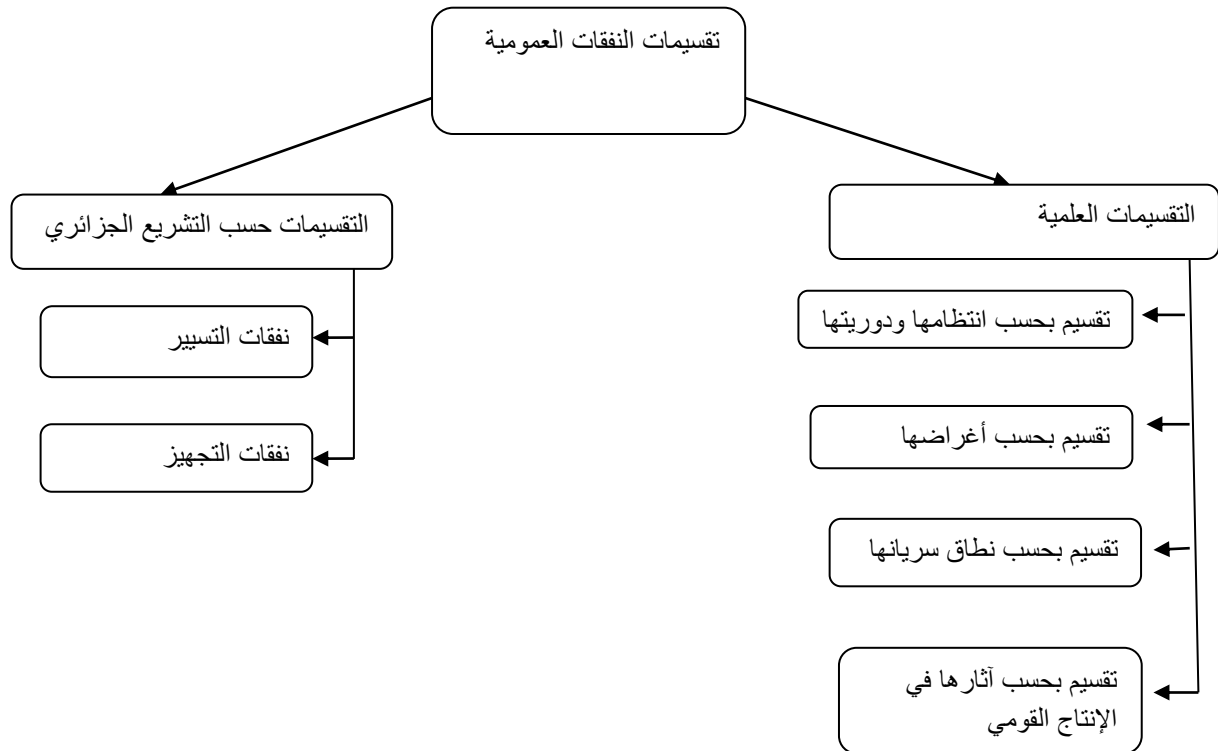 تقسيمات النفقات العمومية
التقسيمات العلمية
تقسيم بحسب انتظامها ودوريتها
تقسيم بحسب أغراضها
تقسيم بحسب نطاق سريانها
تقسيم بحسب آثارها في
الإنتاج القومي
التقسيمات حسب التشريع الجزائري
نفقات التسيير
نفقات التجهيز